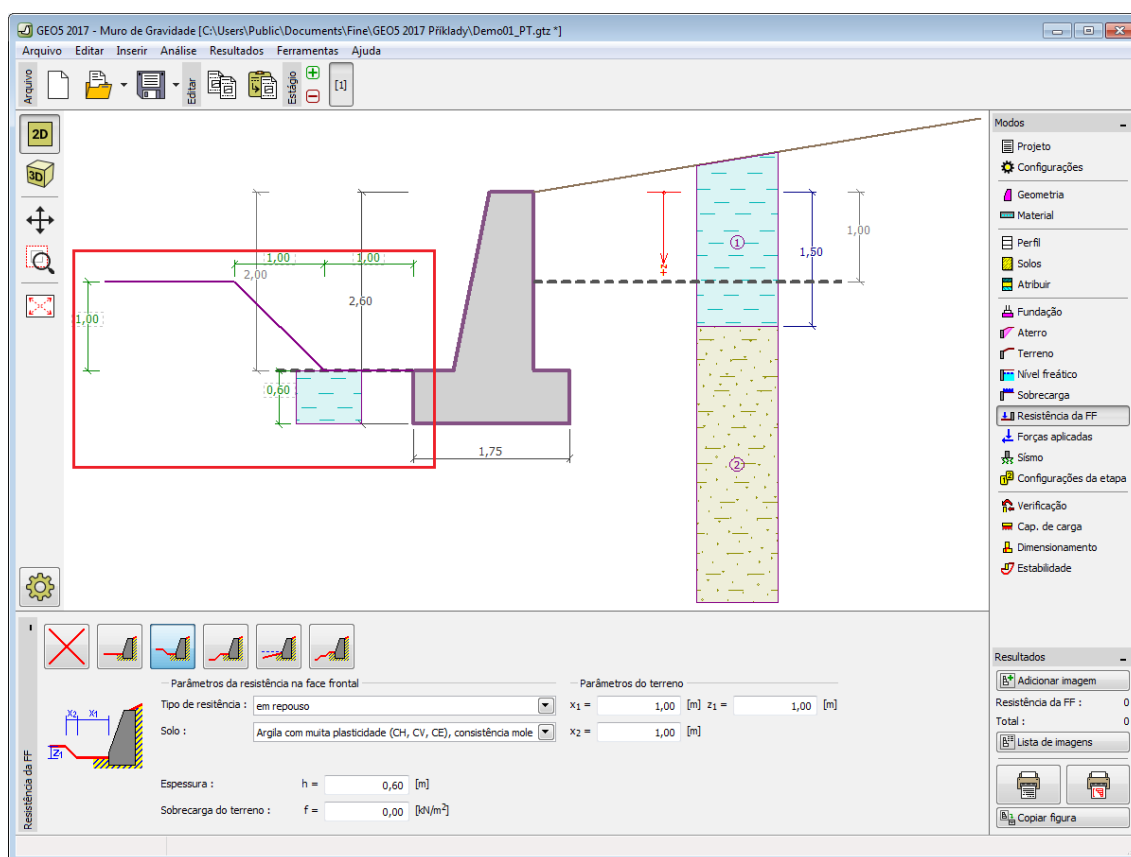 GEO5 2017 - Muro de Gravidade [C:\Users\Public\Documents\Fine\GEO5 2017 Příklady\Demo01_PT.gtz *]
Arquivo Editar Inserir Análise Resultados Ferramentas Ajuda
Arquivo
Editar
Estágio
[1]
2D
3D
1,00 1,00
2,00
2,60
1,00
0,60
1,75
+z
1
1,50
1,00
2
Modos
Projeto
Configurações
Geometria
Material
Perfil
Solos
Atribuir
Fundação
Aterro
Terreno
Nível freático
Sobrecarga
Resistência da FF
Forças aplicadas
Sísmo
Configurações da etapa
Verificação
Cap. de carga
Dimensionamento
Estabilidade
Resultados
Adicionar imagem
Resistência da FF : 0
Total : 0
Lista de imagens
Copiar figura
Resistência da FF
x2 x1
z1
Parâmetros da resistência na face frontal
Tipo de resitência : em repouso
Solo : Argila com muita plasticidade (CH, CV, CE), consistência mole
Espessura : h = 0,60 [m]
Sobrecarga do terreno : f = 0,00 [kN/m²]
Parâmetros do terreno
x₁ = 1,00 [m] z₁ = 1,00 [m]
x₂ = 1,00 [m]